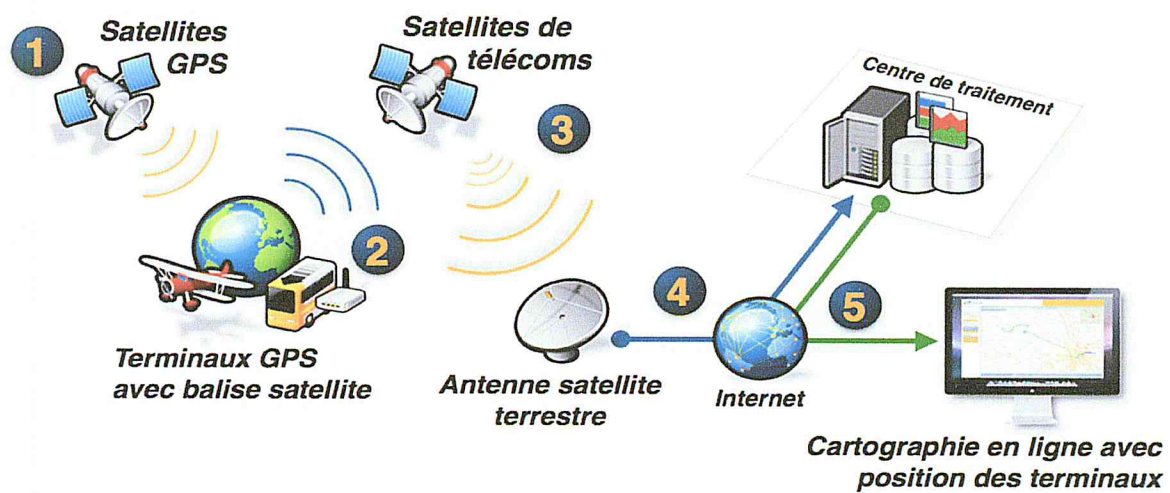 1
Satellites
GPS
Satellites de
télécoms
3
Centre de traitement
2
4
5
Terminaux GPS
avec balise satellite
Antenne satellite
terrestre
Internet
Cartographie en ligne avec
position des terminaux